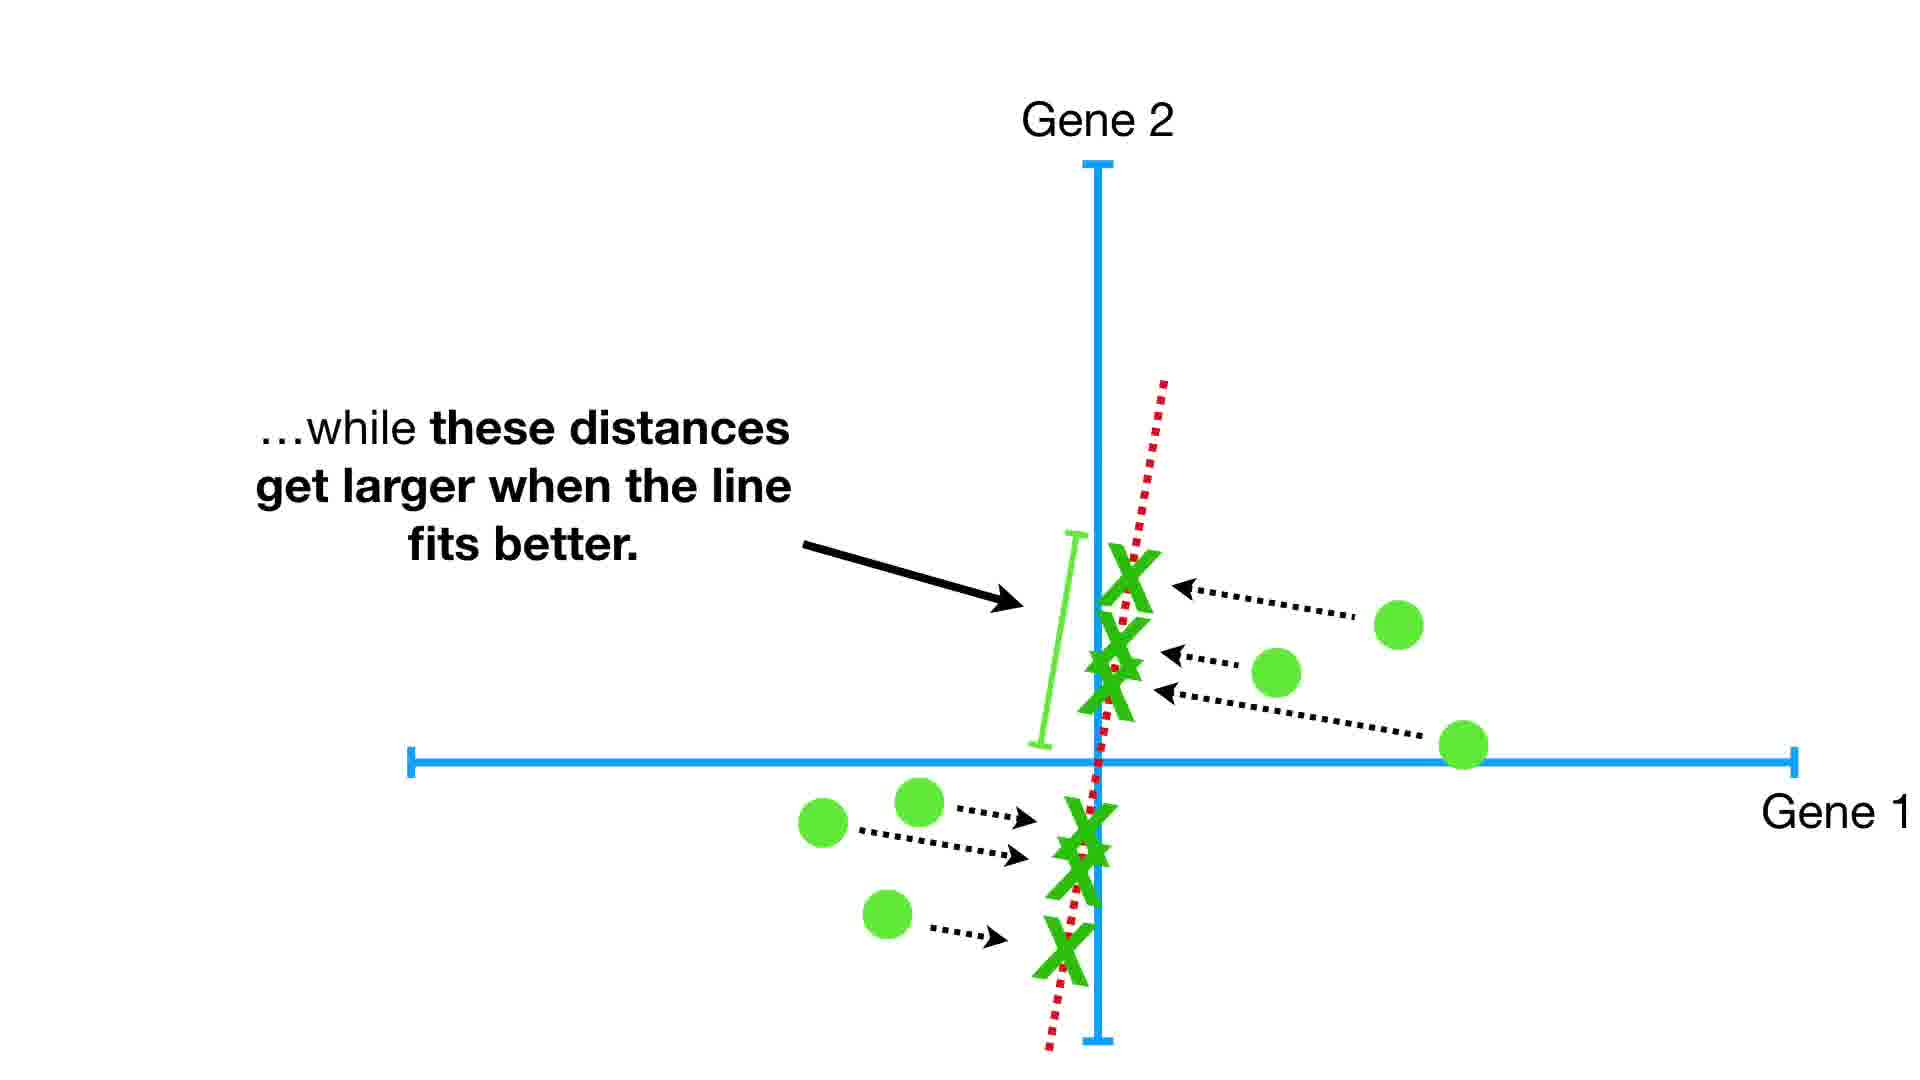 Gene 2
…while these distances
get larger when the line
fits better.
Gene 1